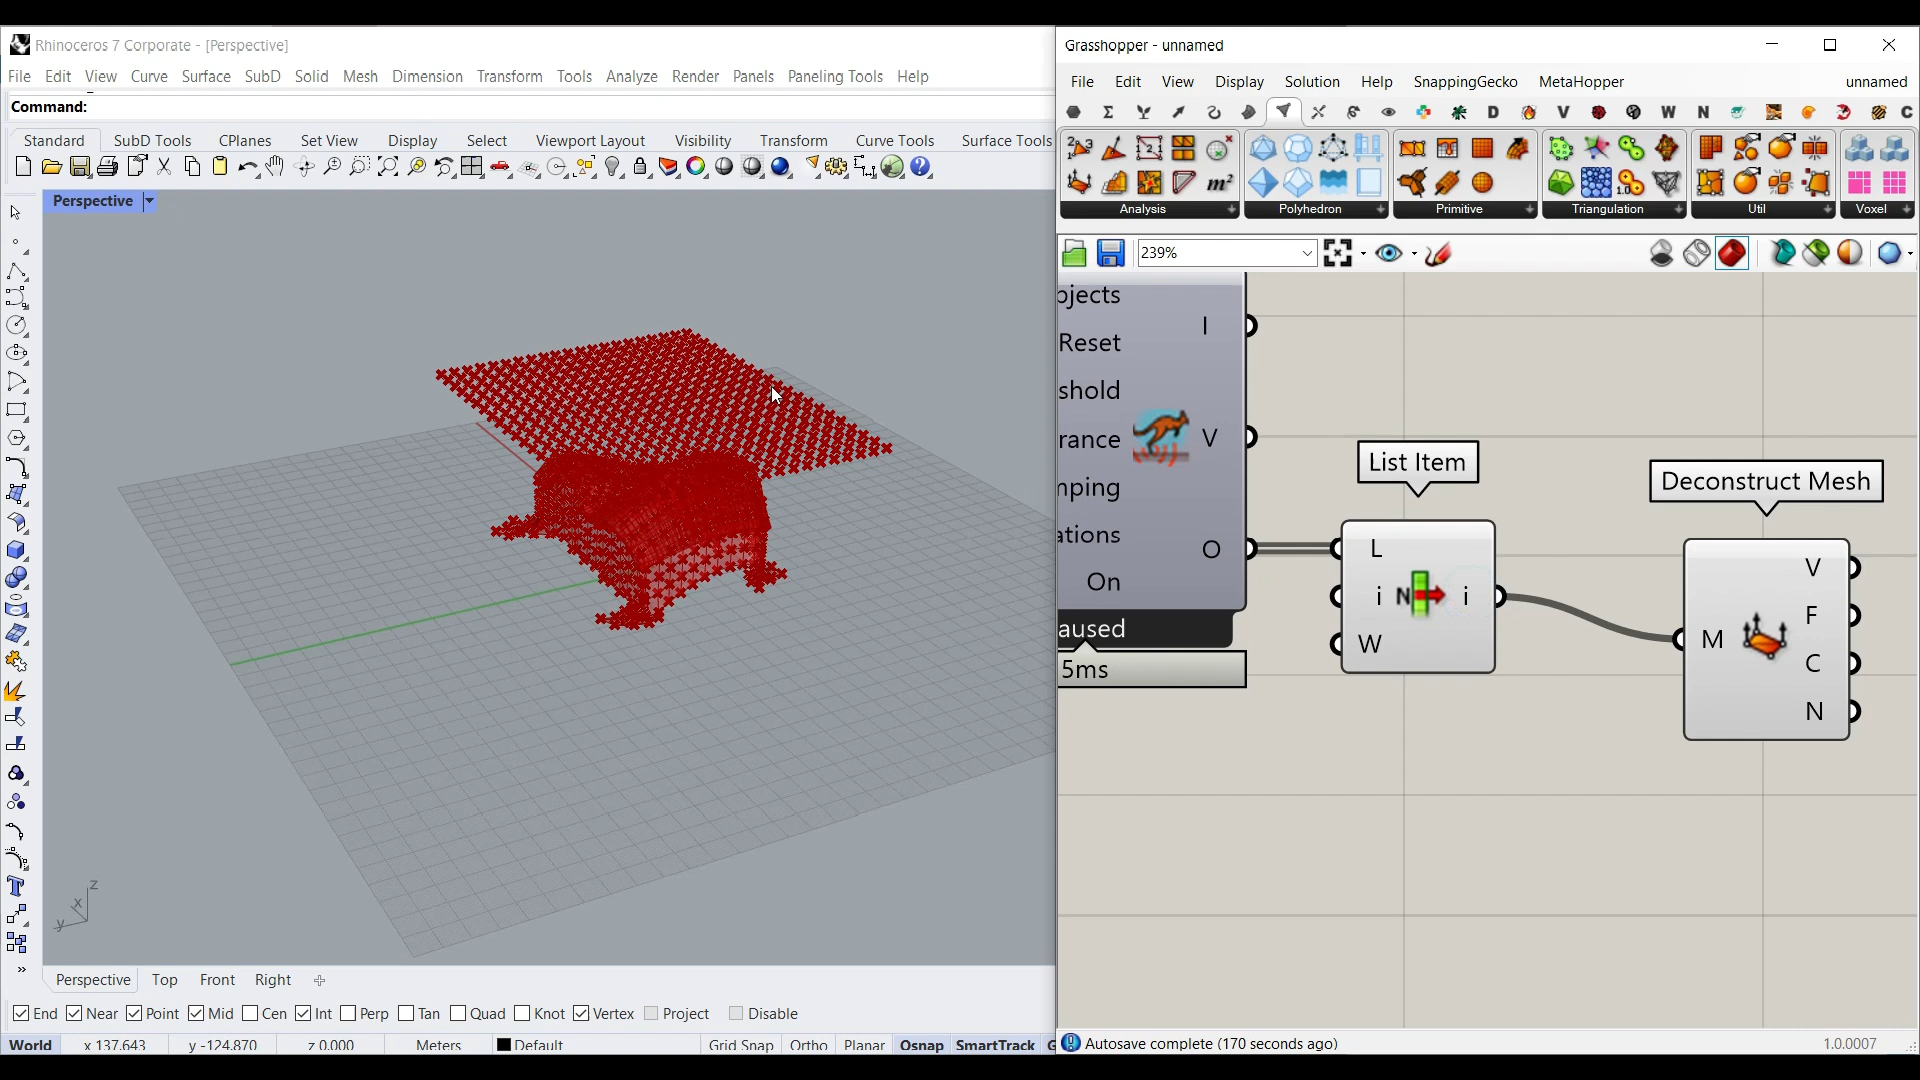 Rhinoceros 7 Corporate - [Perspective]
File Edit View Curve Surface SubD Solid Mesh Dimension Transform Tools Analyze Render Panels Paneling Tools Help
Command:
Standard SubD Tools CPlanes Set View Display Select Viewport Layout Visibility Transform Curve Tools Surface Tools
Perspective
z
x
y
Perspective Top Front Right
End Near Point Mid Cen Int Perp Tan Quad Knot Vertex Project Disable
World x 137.643 y -124.870 z 0.000 Meters Default Grid Snap Ortho Planar Osnap SmartTrack G
Grasshopper - unnamed
File Edit View Display Solution Help SnappingGecko MetaHopper unnamed
D V W N C
Analysis Polyhedron Primitive Triangulation Util Voxel
239%
bjects
I
Reset
shold
rance
V
nping
ations
O
On
aused
5ms
List Item
L
i N i
W
Deconstruct Mesh
V
F
M
C
N
Autosave complete (170 seconds ago)
1.0.0007